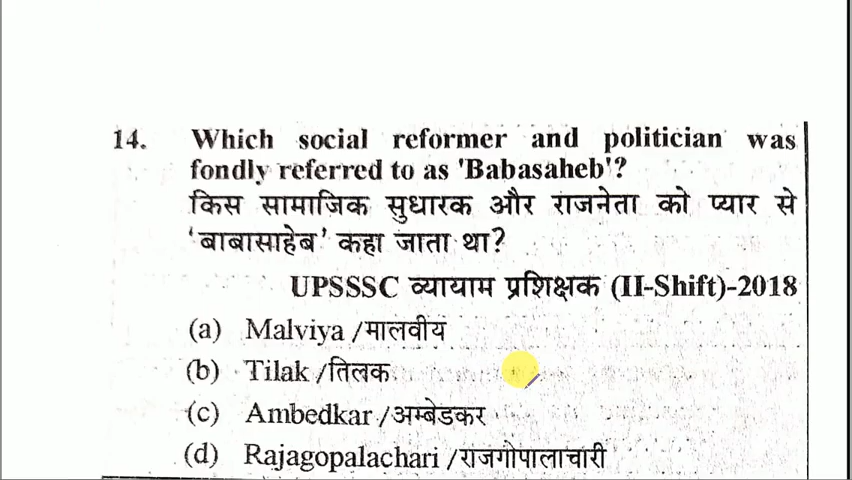 14. Which social reformer and politician was
fondly referred to as 'Babasaheb'?
किस सामाजिक सुधारक और राजनेता को प्यार से
'बाबासाहेब' कहा जाता था?
UPSSSC व्यायाम प्रशिक्षक (II-Shift)-2018
(a) Malviya /मालवीय
(b) Tilak /तिलक
(c) Ambedkar /अम्बेडकर
(d) Rajagopalachari /राजगोपालाचारी